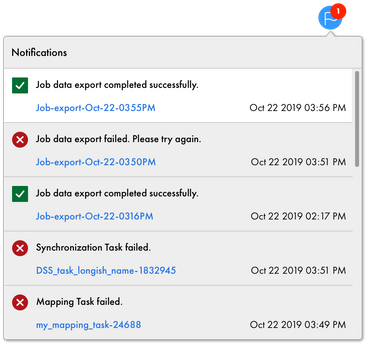 1
Notifications
Job data export completed successfully.
Job-export-Oct-22-0355PM Oct 22 2019 03:56 PM
Job data export failed. Please try again.
Job-export-Oct-22-0350PM Oct 22 2019 03:51 PM
Job data export completed successfully.
Job-export-Oct-22-0316PM Oct 22 2019 02:17 PM
Synchronization Task failed.
DSS_task_longish_name-1832945 Oct 22 2019 03:51 PM
Mapping Task failed.
my_mapping_task-24688 Oct 22 2019 03:49 PM